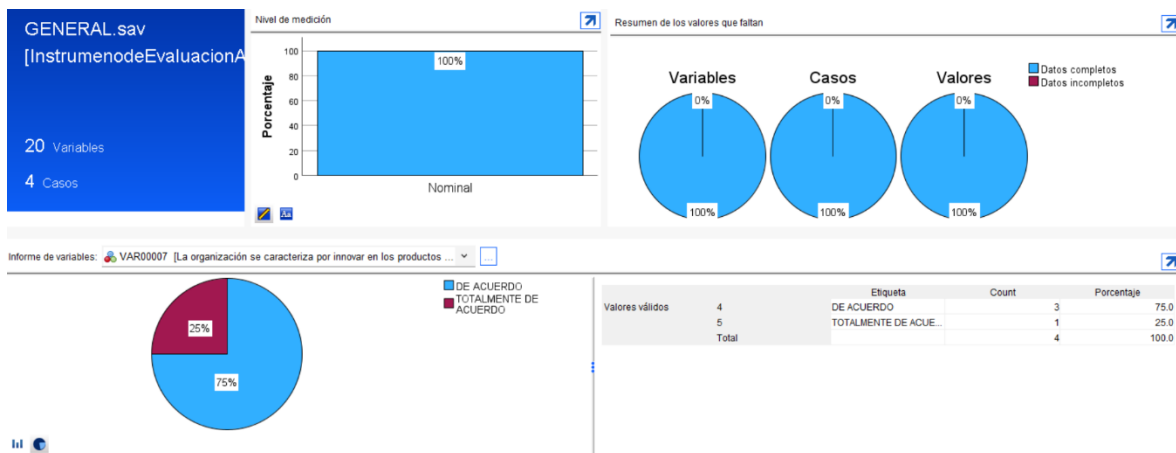 GENERAL.sav
[InstrumenodeEvaluacionA
20 Variables
4 Casos
Nivel de medición
Porcentaje
100
80
60
40
20
0
100%
Nominal
Aa
Resumen de los valores que faltan
Variables
Casos
Valores
0%
0%
0%
100%
100%
100%
Datos completos
Datos incompletos
Informe de variables: VAR00007 [La organización se caracteriza por innovar en los productos ... ...
25%
75%
DE ACUERDO
TOTALMENTE DE
ACUERDO
Etiqueta Count Porcentaje
Valores válidos 4 DE ACUERDO 3 75.0
5 TOTALMENTE DE ACUE... 1 25.0
Total 4 100.0